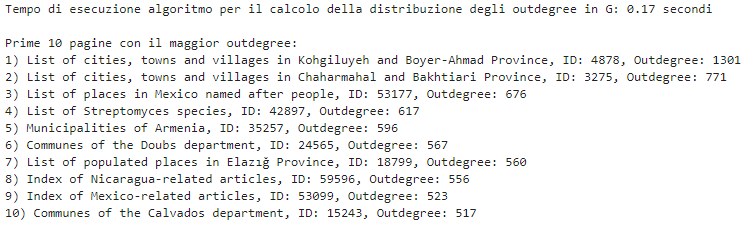 Tempo di esecuzione algoritmo per il calcolo della distribuzione degli outdegree in G: 0.17 secondi
Prime 10 pagine con il maggior outdegree:
1) List of cities, towns and villages in Kohgiluyeh and Boyer-Ahmad Province, ID: 4878, Outdegree: 1301
2) List of cities, towns and villages in Chaharmahal and Bakhtiari Province, ID: 3275, Outdegree: 771
3) List of places in Mexico named after people, ID: 53177, Outdegree: 676
4) List of Streptomyces species, ID: 42897, Outdegree: 617
5) Municipalities of Armenia, ID: 35257, Outdegree: 596
6) Communes of the Doubs department, ID: 24565, Outdegree: 567
7) List of populated places in Elazığ Province, ID: 18799, Outdegree: 560
8) Index of Nicaragua-related articles, ID: 59596, Outdegree: 556
9) Index of Mexico-related articles, ID: 53099, Outdegree: 523
10) Communes of the Calvados department, ID: 15243, Outdegree: 517